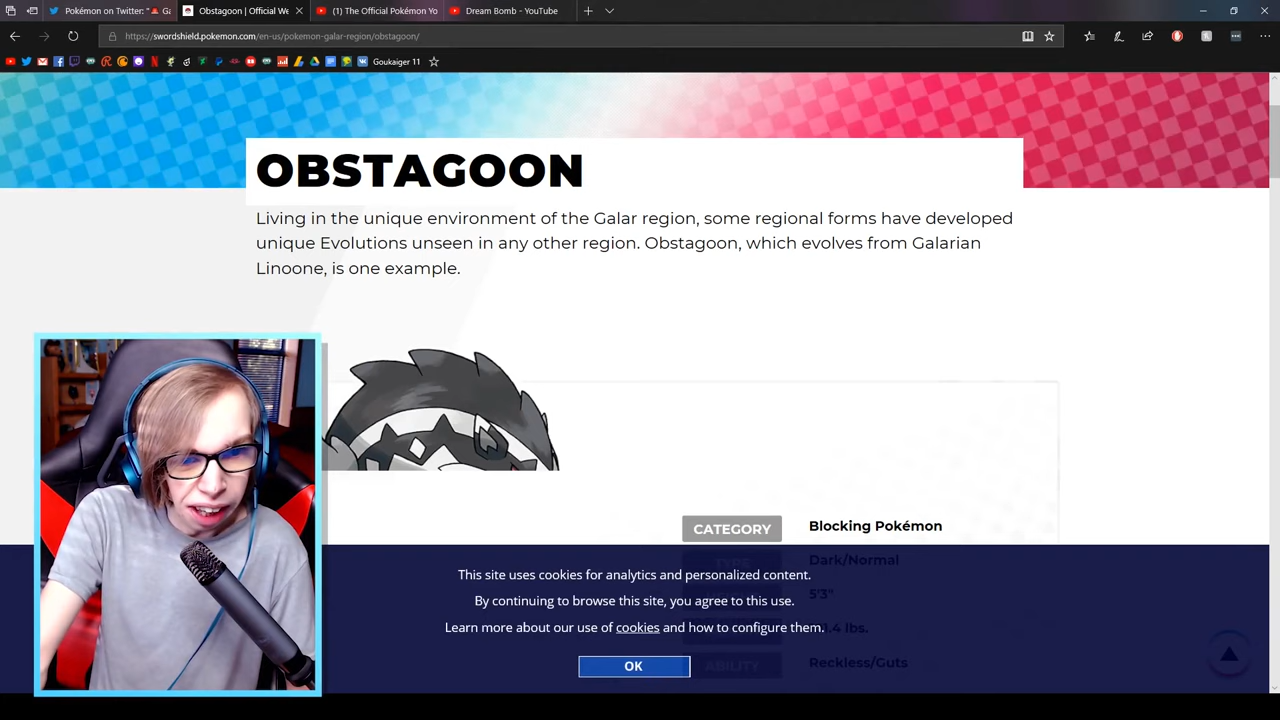 Pokémon on Twitter: "🚨 Ga
Obstagoon | Official We
(1) The Official Pokémon Yo
Dream Bomb - YouTube
https://swordshield.pokemon.com/en-us/pokemon-galar-region/obstagoon/
Goukaiger 11
OBSTAGOON
Living in the unique environment of the Galar region, some regional forms have developed
unique Evolutions unseen in any other region. Obstagoon, which evolves from Galarian
Linoone, is one example.
CATEGORY
Blocking Pokémon
TYPE
Dark/Normal
5'3"
.4 lbs.
ABILITY
Reckless/Guts
This site uses cookies for analytics and personalized content.
By continuing to browse this site, you agree to this use.
Learn more about our use of cookies and how to configure them.
OK